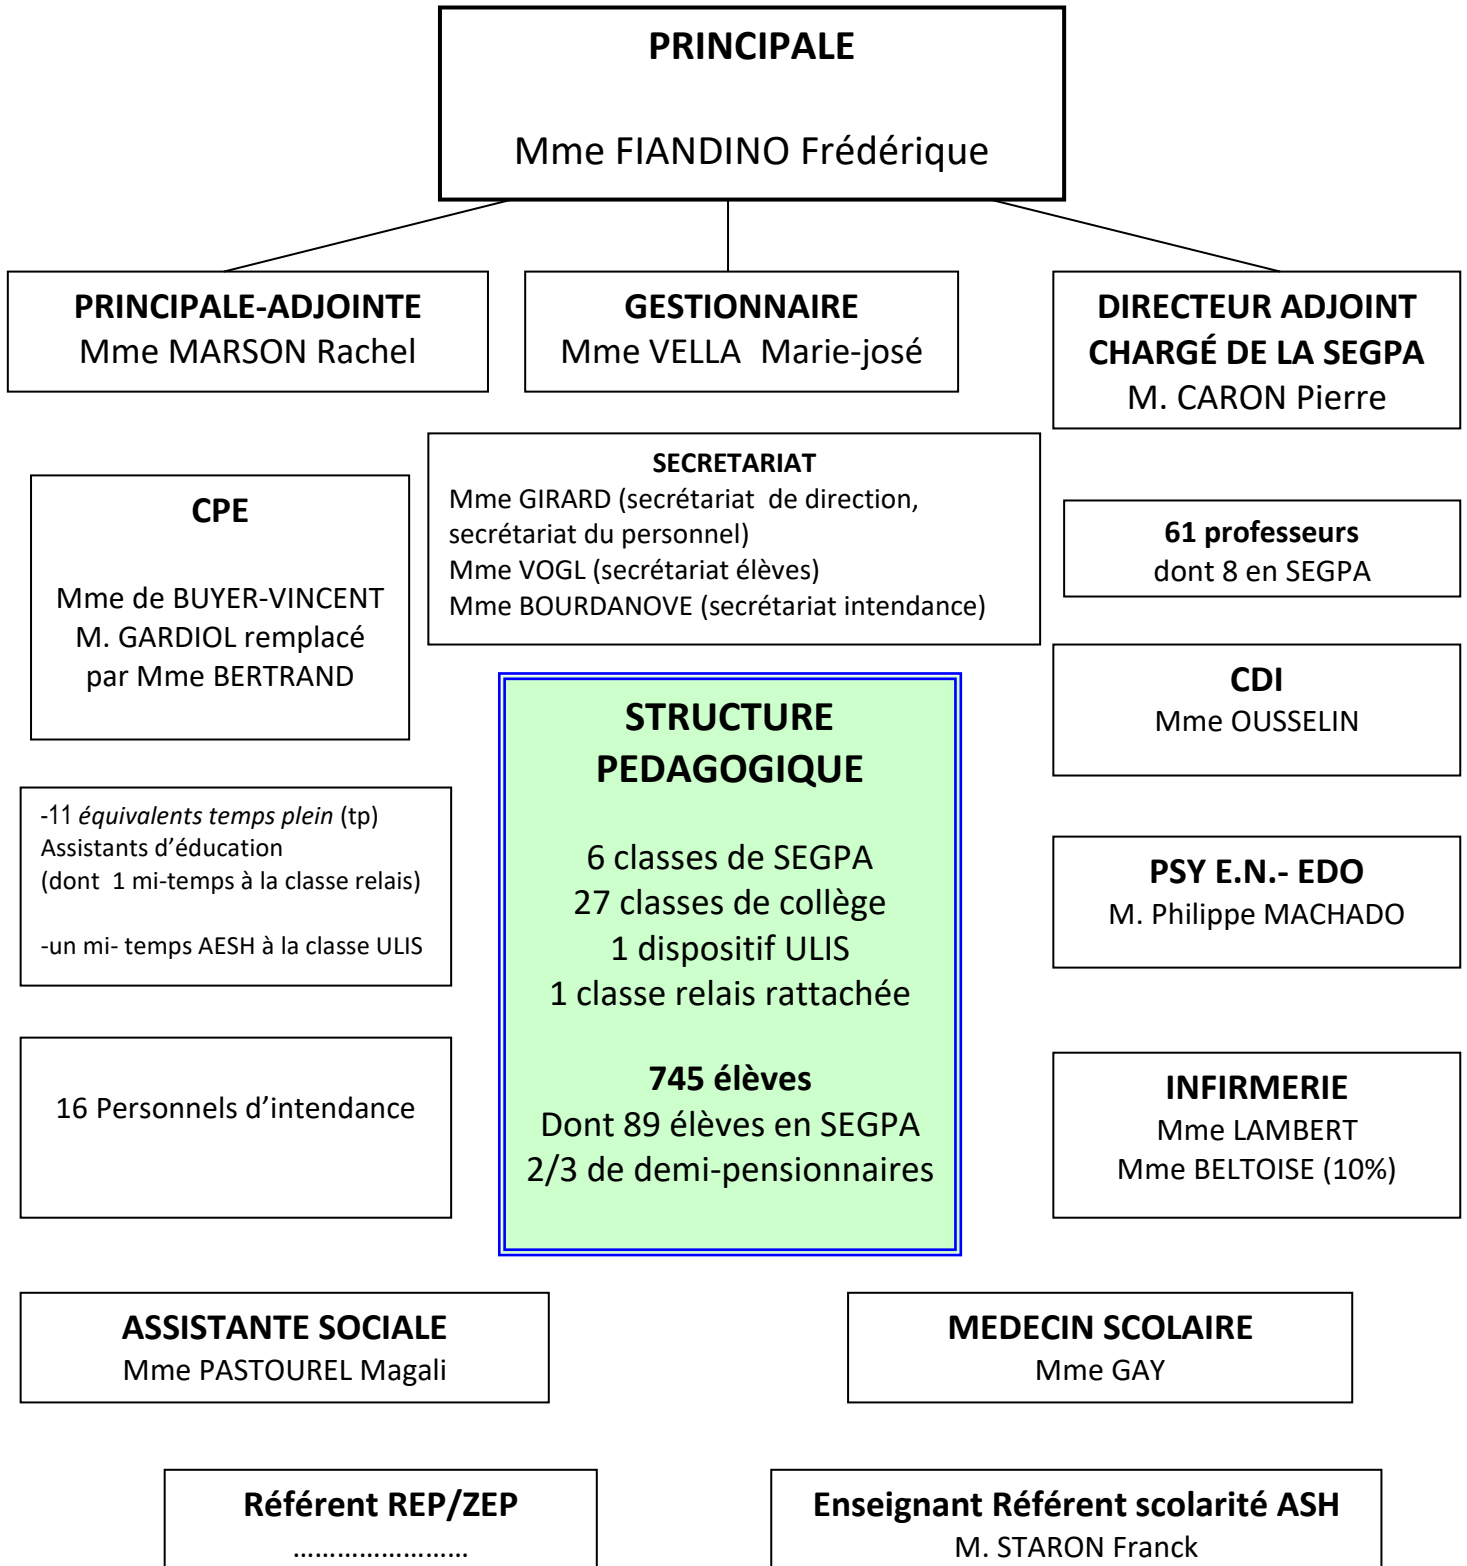 PRINCIPALE
Mme FIANDINO Frédérique
PRINCIPALE-ADJOINTE
Mme MARSON Rachel
GESTIONNAIRE
Mme VELLA  Marie-josé
DIRECTEUR ADJOINT
CHARGÉ DE LA SEGPA
M. CARON Pierre
SECRETARIAT
Mme GIRARD (secrétariat  de direction,
secrétariat du personnel)
Mme VOGL (secrétariat élèves)
Mme BOURDANOVE (secrétariat intendance)
CPE
Mme de BUYER-VINCENT
M. GARDIOL remplacé
par Mme BERTRAND
61 professeurs
dont 8 en SEGPA
CDI
Mme OUSSELIN
STRUCTURE
PEDAGOGIQUE
6 classes de SEGPA
27 classes de collège
1 dispositif ULIS
1 classe relais rattachée
745 élèves
Dont 89 élèves en SEGPA
2/3 de demi-pensionnaires
-11 équivalents temps plein (tp)
Assistants d’éducation
(dont  1 mi-temps à la classe relais)
-un mi- temps AESH à la classe ULIS
PSY E.N.- EDO
M. Philippe MACHADO
16 Personnels d’intendance
INFIRMERIE
Mme LAMBERT
Mme BELTOISE (10%)
ASSISTANTE SOCIALE
Mme PASTOUREL Magali
MEDECIN SCOLAIRE
Mme GAY
Référent REP/ZEP
……………………
Enseignant Référent scolarité ASH
M. STARON Franck